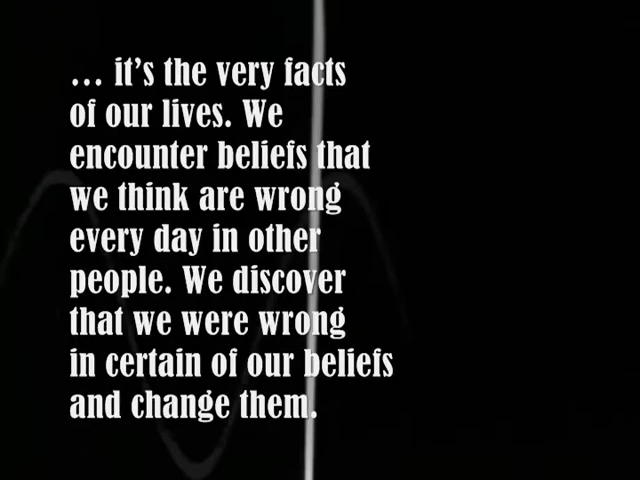 ... it's the very facts
of our lives. We
encounter beliefs that
we think are wrong
every day in other
people. We discover
that we were wrong
in certain of our beliefs
and change them.